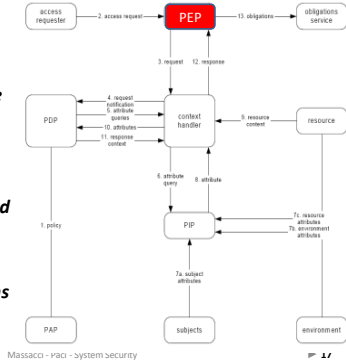 access
requester
2. access request
PEP
13. obligations
obligations
service
3. request
12. response
PDP
4. request
notification
5. attribute
queries
10. attributes
11. response
context
context
handler
9. resource
content
resource
6. attribute
query
8. attribute
d
1. policy
PIP
7c. resource
attributes
7b. environment
attributes
7a. subject
attributes
PAP
subjects
environment
Massacci - Paci - System Security